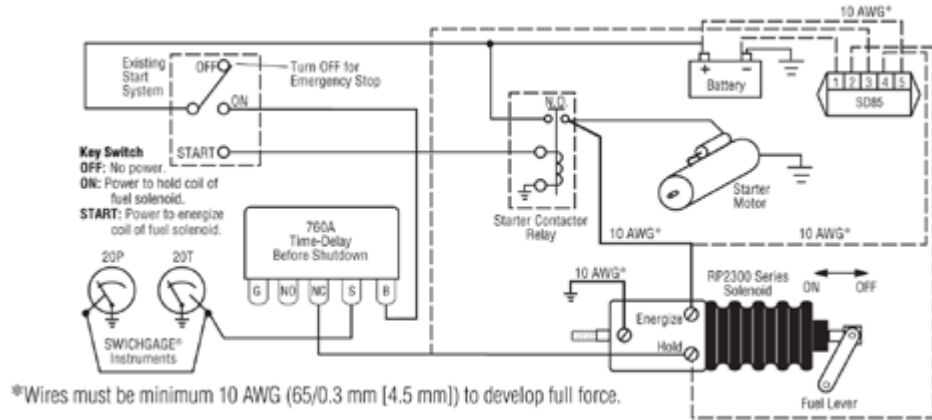 10 AWG*
Existing
Start
System
OFF
Turn OFF for
Emergency Stop
ON
START
Key Switch
OFF: No power.
ON: Power to hold coil of
fuel solenoid.
START: Power to energize
coil of fuel solenoid.
N.O.
+ −
Battery
1 2 3 4 5
SD85
Starter
Motor
Starter Contactor
Relay
760A
Time-Delay
Before Shutdown
G NO NC S B
20P
20T
SWICHGAGE®
Instruments
10 AWG*
10 AWG*
10 AWG*
RP2300 Series
Solenoid
ON OFF
Energize
Hold
Fuel Lever
*Wires must be minimum 10 AWG (65/0.3 mm [4.5 mm]) to develop full force.